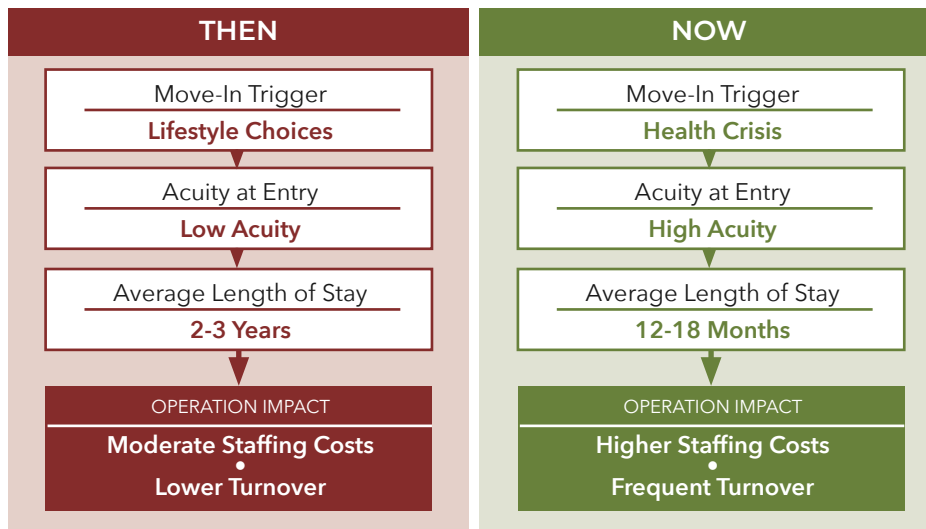 THEN
Move-In Trigger
Lifestyle Choices
Acuity at Entry
Low Acuity
Average Length of Stay
2-3 Years
OPERATION IMPACT
Moderate Staffing Costs
•
Lower Turnover
NOW
Move-In Trigger
Health Crisis
Acuity at Entry
High Acuity
Average Length of Stay
12-18 Months
OPERATION IMPACT
Higher Staffing Costs
•
Frequent Turnover